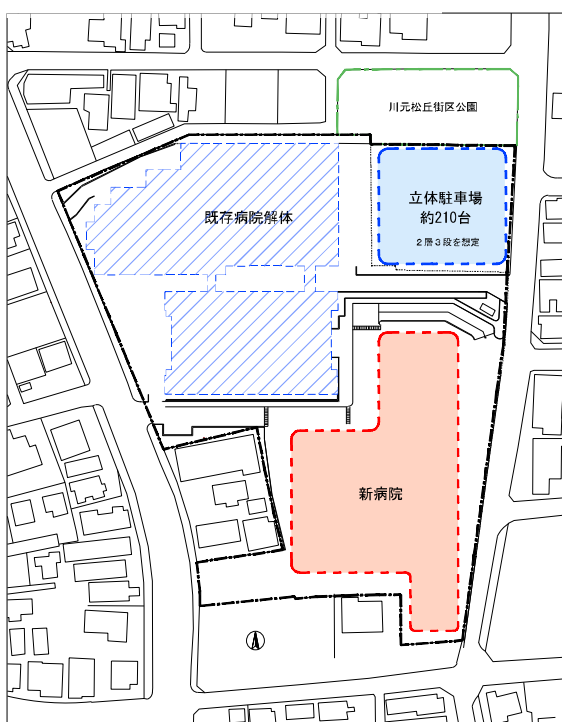 川元松丘街区公園
立体駐車場
約210台
２層３段を想定
既存病院解体
新病院